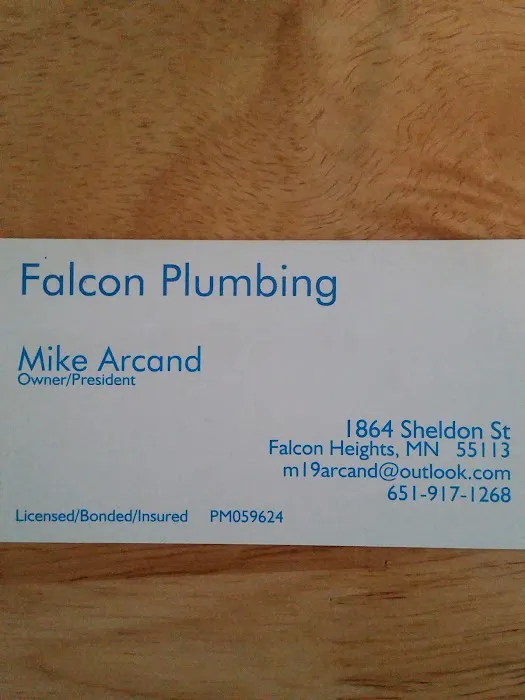 Falcon Plumbing
Mike Arcand
Owner/President
1864 Sheldon St
Falcon Heights, MN 55113
m19arcand@outlook.com
651-917-1268
Licensed/Bonded/Insured PM059624